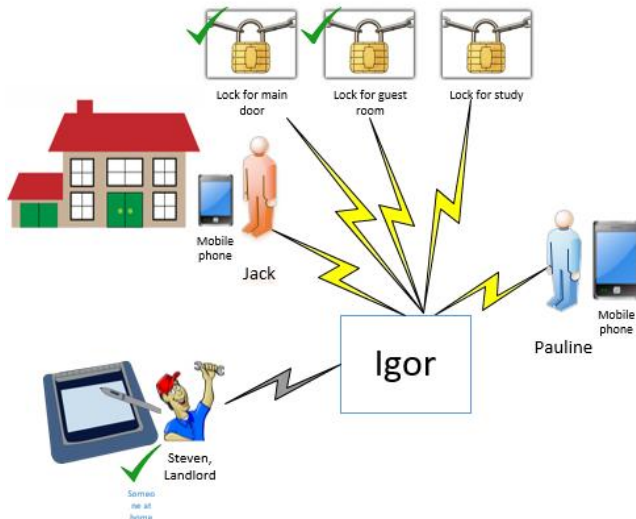 Lock for main
door
Lock for guest
room
Lock for study
Mobile
phone
Jack
Igor
Mobile
phone
Pauline
Steven,
Landlord
Someo
ne at
home